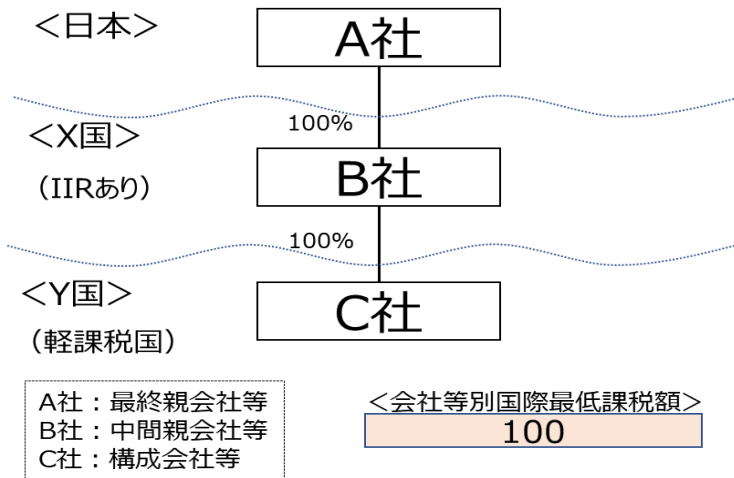 ＜日本＞
A社
100%
＜X国＞
（IIRあり）
B社
100%
＜Y国＞
（軽課税国）
C社
A社：最終親会社等
B社：中間親会社等
C社：構成会社等
＜会社等別国際最低課税額＞
100